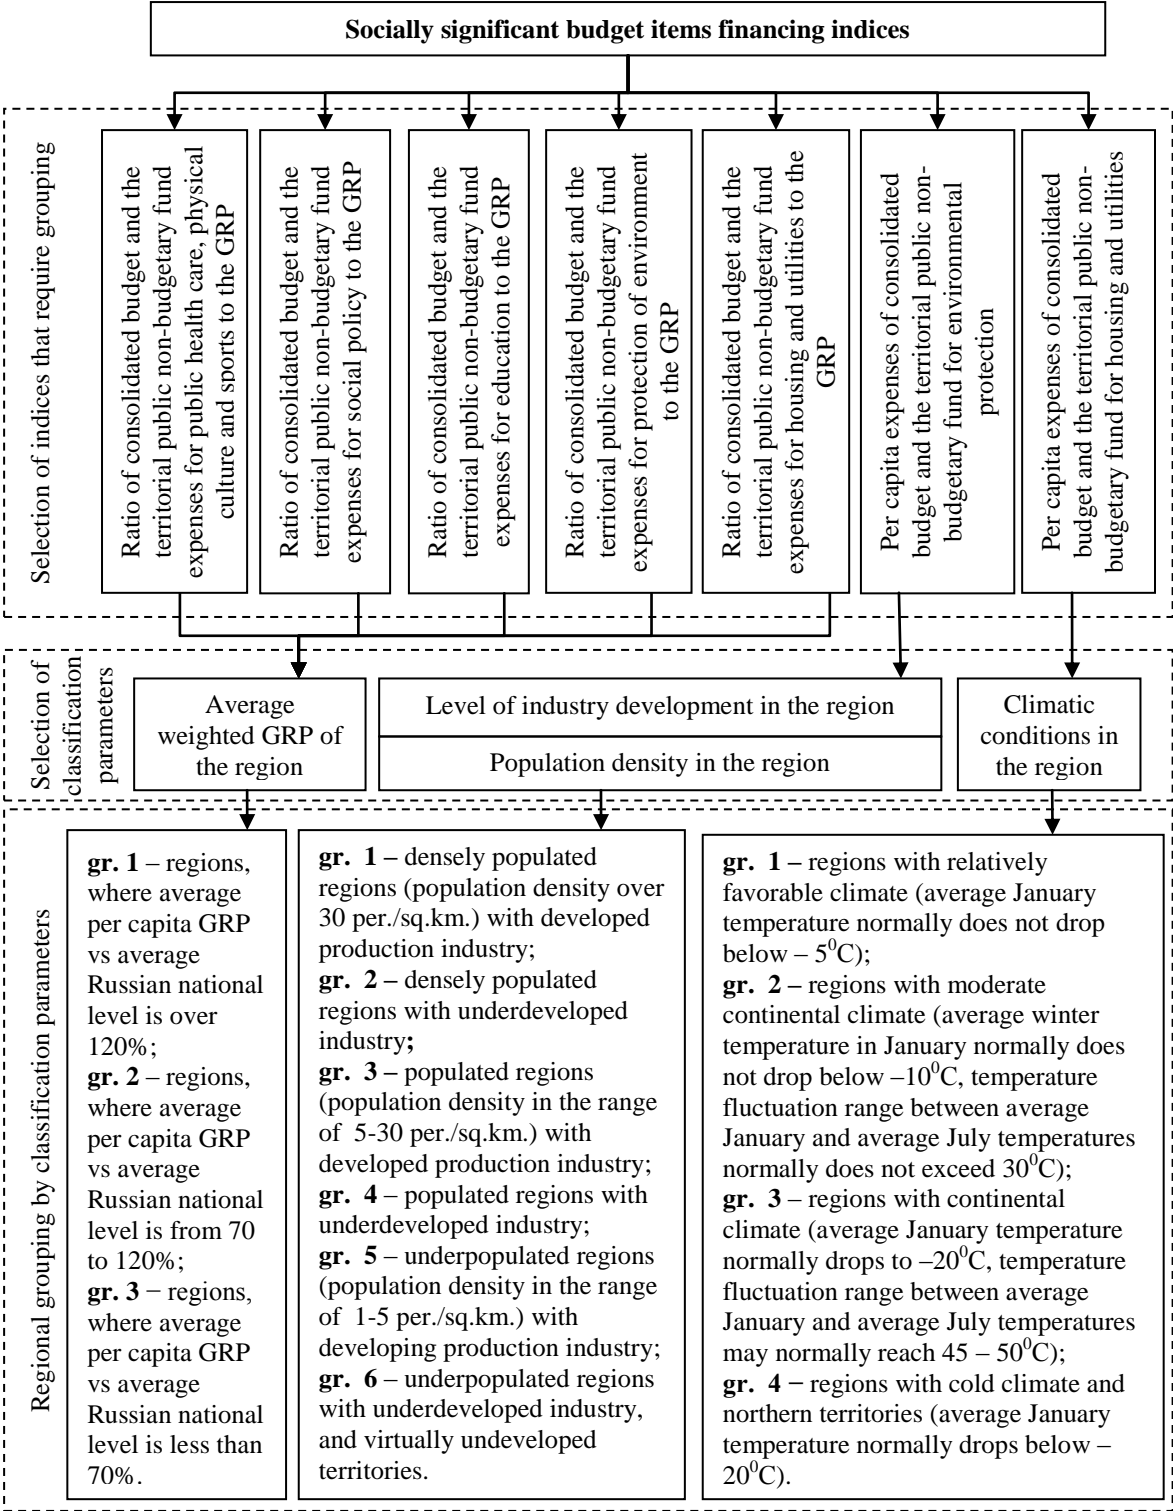 Socially significant budget items financing indices
Selection of indices that require grouping
Ratio of consolidated budget and the
territorial public non-budgetary fund
expenses for public health care, physical
culture and sports to the GRP
Ratio of consolidated budget and the
territorial public non-budgetary fund
expenses for social policy to the GRP
Ratio of consolidated budget and the
territorial public non-budgetary fund
expenses for education to the GRP
Ratio of consolidated budget and the
territorial public non-budgetary fund
expenses for protection of environment
to the GRP
Ratio of consolidated budget and the
territorial public non-budgetary fund
expenses for housing and utilities to the
GRP
Per capita expenses of consolidated
budget and the territorial public non-
budgetary fund for environmental
protection
Per capita expenses of consolidated
budget and the territorial public non-
budgetary fund for housing and utilities
Selection of
classification
parameters
Average
weighted GRP of
the region
Level of industry development in the region
Population density in the region
Climatic
conditions in
the region
Regional grouping by classification parameters
gr. 1 – regions,
where average
per capita GRP
vs average
Russian national
level is over
120%;
gr. 2 – regions,
where average
per capita GRP
vs average
Russian national
level is from 70
to 120%;
gr. 3 − regions,
where average
per capita GRP
vs average
Russian national
level is less than
70%.
gr. 1 – densely populated
regions (population density over
30 per./sq.km.) with developed
production industry;
gr. 2 – densely populated
regions with underdeveloped
industry;
gr. 3 – populated regions
(population density in the range
of 5-30 per./sq.km.) with
developed production industry;
gr. 4 – populated regions with
underdeveloped industry;
gr. 5 – underpopulated regions
(population density in the range
of 1-5 per./sq.km.) with
developing production industry;
gr. 6 – underpopulated regions
with underdeveloped industry,
and virtually undeveloped
territories.
gr. 1 – regions with relatively
favorable climate (average January
temperature normally does not drop
below – 5⁰C);
gr. 2 – regions with moderate
continental climate (average winter
temperature in January normally does
not drop below –10⁰C, temperature
fluctuation range between average
January and average July temperatures
normally does not exceed 30⁰C);
gr. 3 – regions with continental
climate (average January temperature
normally drops to –20⁰C, temperature
fluctuation range between average
January and average July temperatures
may normally reach 45 – 50⁰C);
gr. 4 − regions with cold climate and
northern territories (average January
temperature normally drops below –
20⁰C).